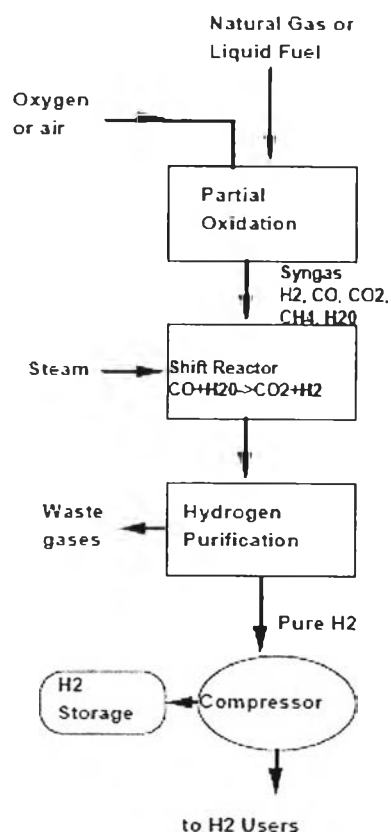 Natural Gas or
Liquid Fuel
Oxygen
or air
Partial
Oxidation
Syngas
H2, CO, CO2,
CH4, H20
Steam
Shift Reactor
CO+H20->CO2+H2
Waste
gases
Hydrogen
Purification
Pure H2
H2
Storage
Compressor
to H2 Users